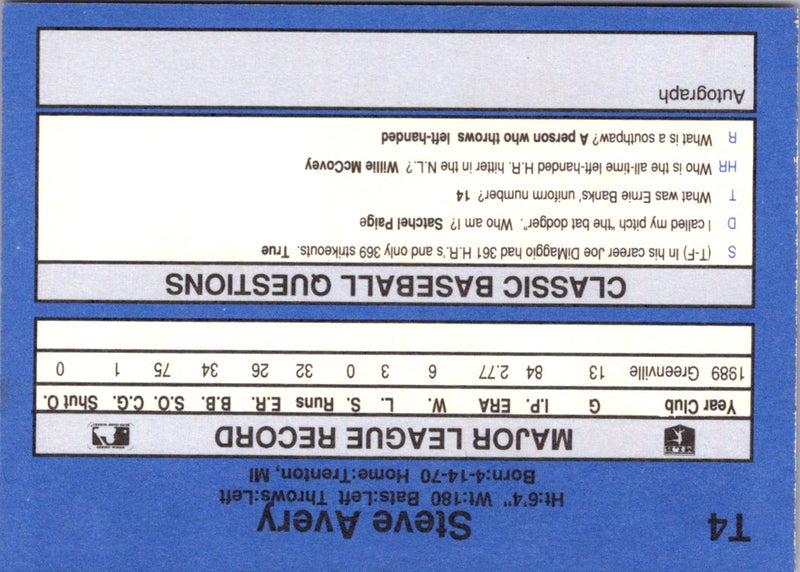 T4
Steve Avery
Ht:6'4" Wt:180 Bats:Left Throws:Left
Born:4-14-70 Home:Trenton, MI
MAJOR LEAGUE RECORD
Year Club G I.P. ERA W. L. S. Runs E.R. B.B. S.O. C.G. Shut O.
1989 Greenville 13 84 2.77 6 3 0 32 26 34 75 1 0
CLASSIC BASEBALL QUESTIONS
S (T-F) In his career Joe DiMaggio had 361 H.R.'s and only 369 strikeouts. True
D I called my pitch "the bat dodger". Who am I? Satchel Paige
T What was Ernie Banks' uniform number? 14
HR Who is the all-time left-handed H.R. hitter in the N.L.? Willie McCovey
R What is a southpaw? A person who throws left-handed
Autograph